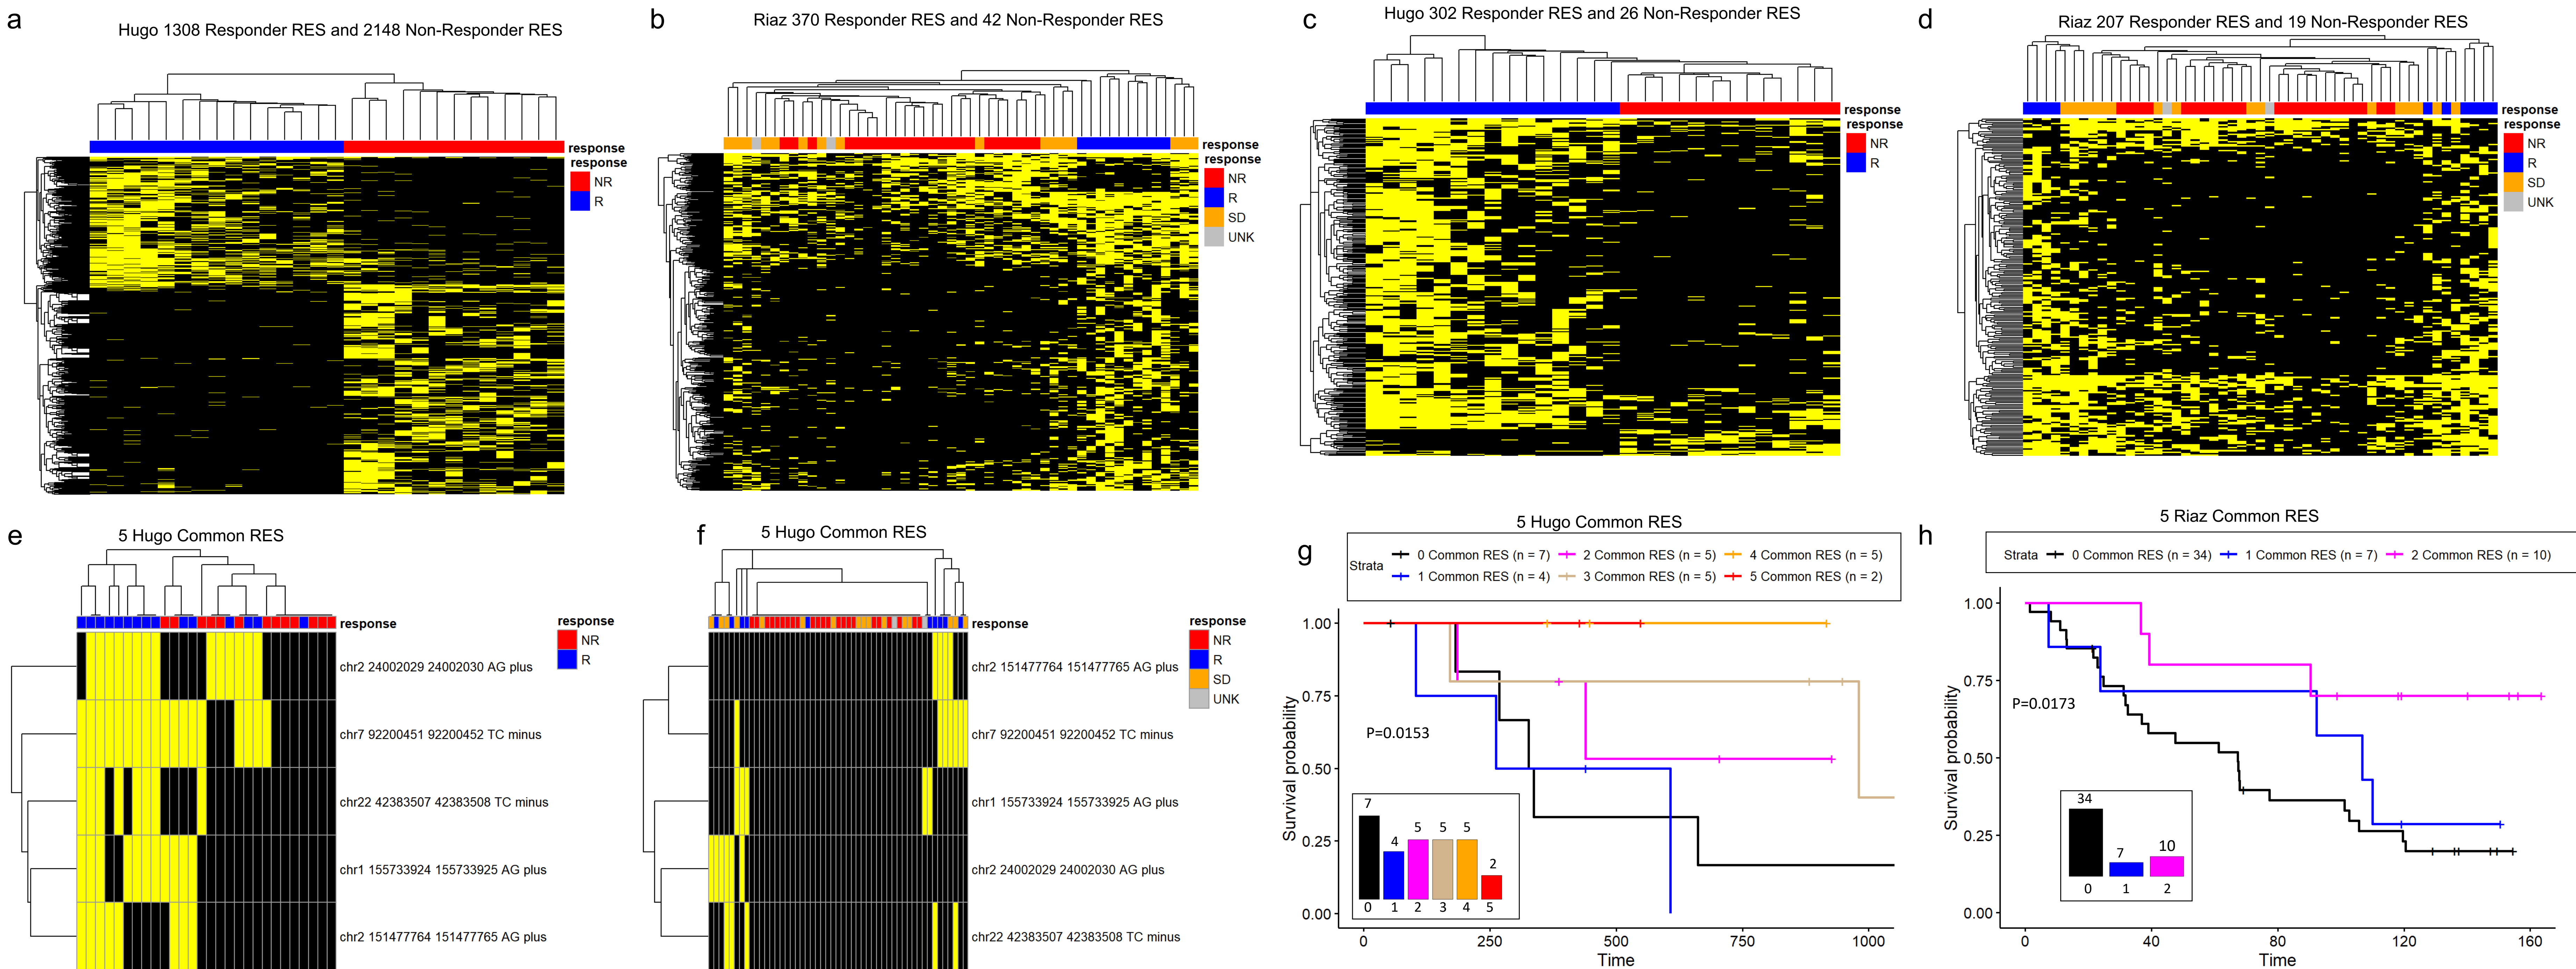 a
Hugo 1308 Responder RES and 2148 Non-Responder RES
response
response
NR
R
b
Riaz 370 Responder RES and 42 Non-Responder RES
response
response
NR
R
SD
UNK
c
Hugo 302 Responder RES and 26 Non-Responder RES
response
response
NR
R
d
Riaz 207 Responder RES and 19 Non-Responder RES
response
response
NR
R
SD
UNK
e
5 Hugo Common RES
response
response
NR
R
chr2 24002029 24002030 AG plus
chr7 92200451 92200452 TC minus
chr22 42383507 42383508 TC minus
chr1 155733924 155733925 AG plus
chr2 151477764 151477765 AG plus
f
5 Hugo Common RES
response
response
NR
R
SD
UNK
chr2 151477764 151477765 AG plus
chr7 92200451 92200452 TC minus
chr1 155733924 155733925 AG plus
chr2 24002029 24002030 AG plus
chr22 42383507 42383508 TC minus
g
5 Hugo Common RES
Strata
0 Common RES (n = 7) 2 Common RES (n = 5) 4 Common RES (n = 5)
1 Common RES (n = 4) 3 Common RES (n = 5) 5 Common RES (n = 2)
Survival probability
1.00
0.75
0.50
0.25
0.00
P=0.0153
7 4 5 5 5 2
0 1 2 3 4 5
0 250 500 750 1000
Time
h
5 Riaz Common RES
Strata 0 Common RES (n = 34) 1 Common RES (n = 7) 2 Common RES (n = 10)
Survival probability
1.00
0.75
0.50
0.25
0.00
P=0.0173
34 7 10
0 1 2
0 40 80 120 160
Time